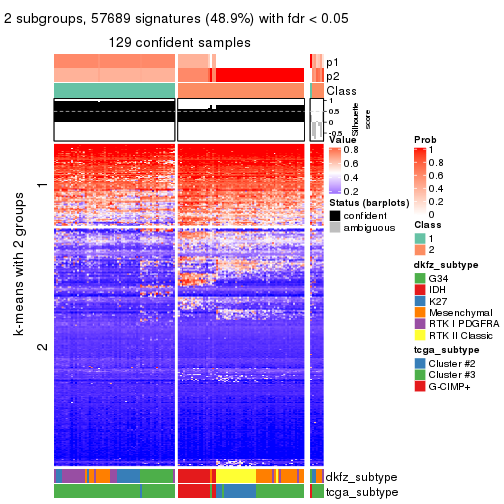 2 subgroups, 57689 signatures (48.9%) with fdr < 0.05
129 confident samples
p1
p2
Class
1
0.5
0
-0.5
Silhouette
score
k-means with 2 groups
1
2
Value
0.8
0.6
0.4
0.2
Status (barplots)
confident
ambiguous
Prob
1
0.8
0.6
0.4
0.2
0
Class
1
2
dkfz_subtype
G34
IDH
K27
Mesenchymal
RTK I PDGFRA
RTK II Classic
tcga_subtype
Cluster #2
Cluster #3
G-CIMP+
dkfz_subtype
tcga_subtype